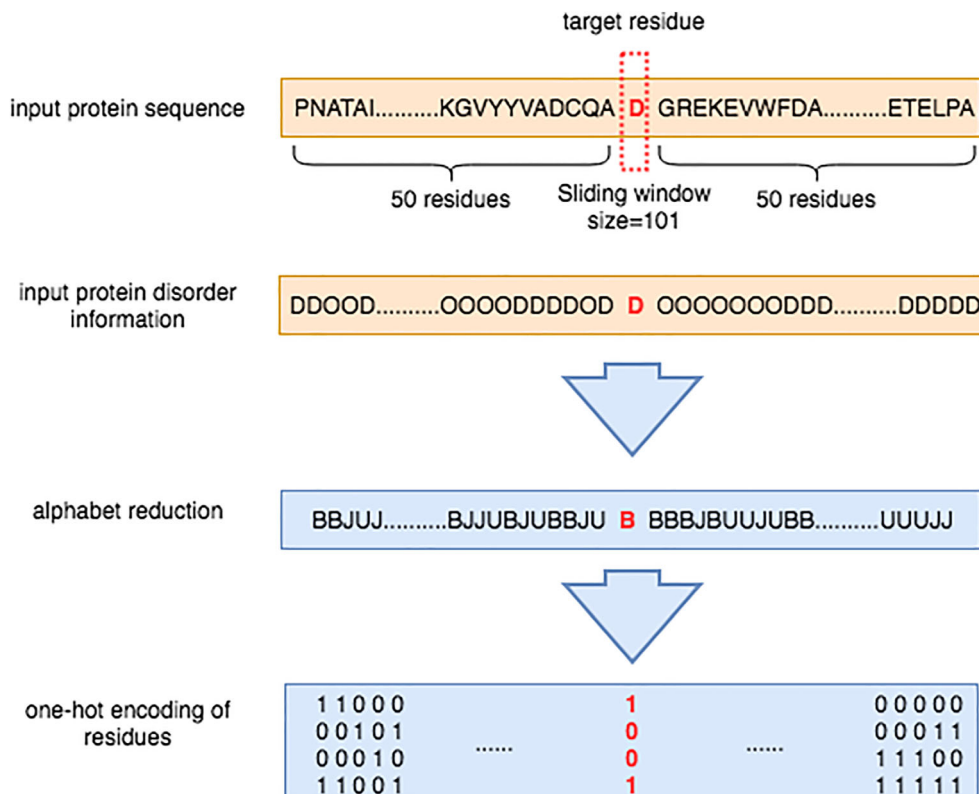 target residue
input protein sequence
PNATAI..........KGVYYVADCQA D GREKEVWFDA..........ETELPA
50 residues
Sliding window
size=101
50 residues
input protein disorder
information
DDOOD..........OOOODDDDOD D OOOOOOODDD..........DDDDD
alphabet reduction
BBJUJ..........BJJUBJUBBJU B BBBJBUUJUBB..........UUUJJ
one-hot encoding of
residues
1 1 0 0 0 1 0 0 0 0 0
0 0 1 0 1 0 0 0 0 1 1
...... ......
0 0 0 1 0 0 1 1 1 0 0
1 1 0 0 1 1 1 1 1 1 1